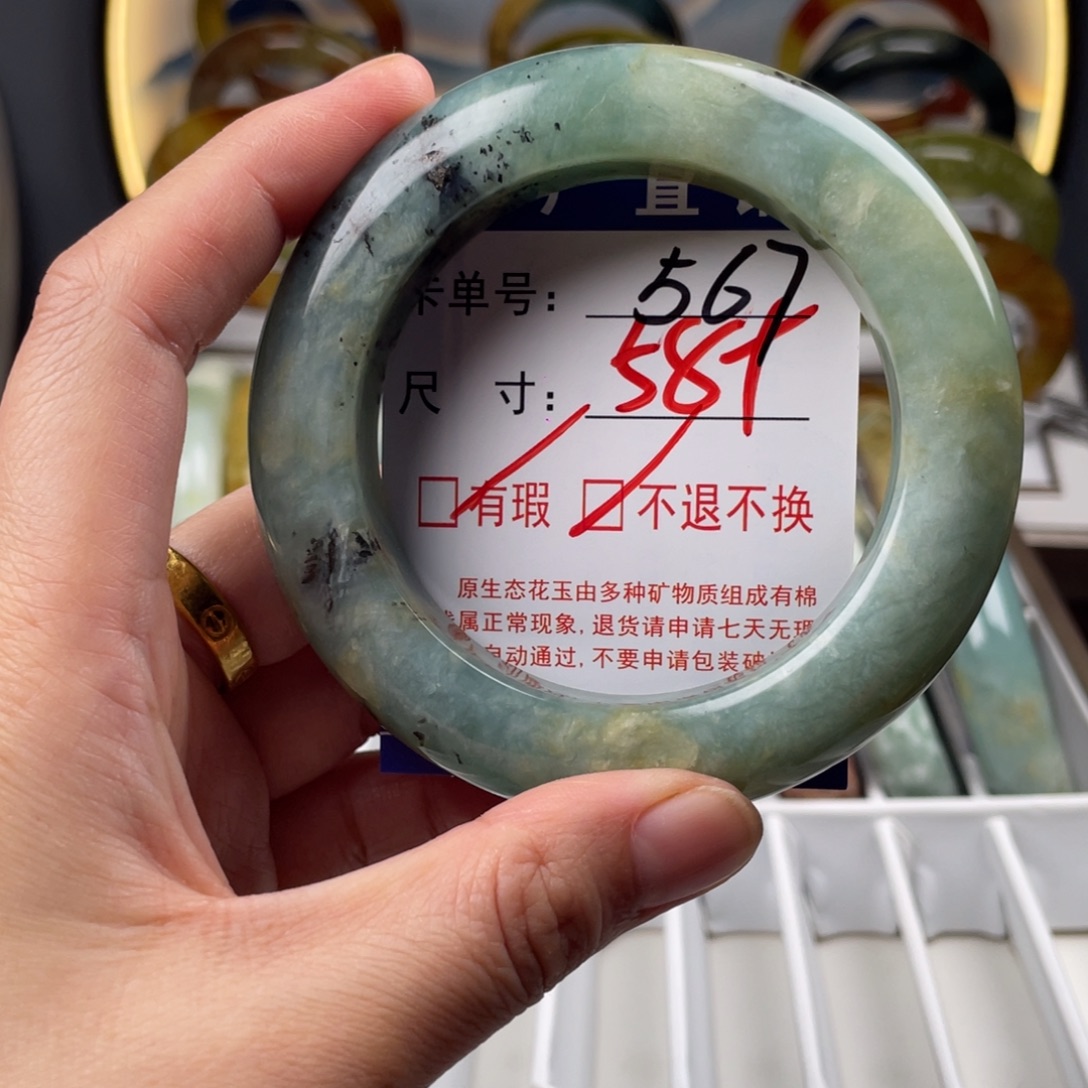 直
卡单号： 567
尺 寸： 58+
□有瑕 □不退不换
原生态花玉由多种矿物质组成有棉
属正常现象，退货请申请七天无瑕
自动通过，不要申请包装破